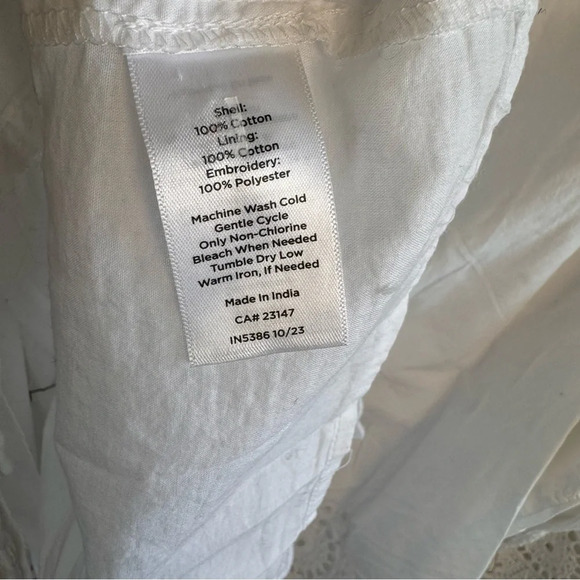 Shell:
100% Cotton
Lining:
100% Cotton
Embroidery:
100% Polyester
Machine Wash Cold
Gentle Cycle
Only Non-Chlorine
Bleach When Needed
Tumble Dry Low
Warm Iron, If Needed
Made In India
CA# 23147
IN5386 10/23